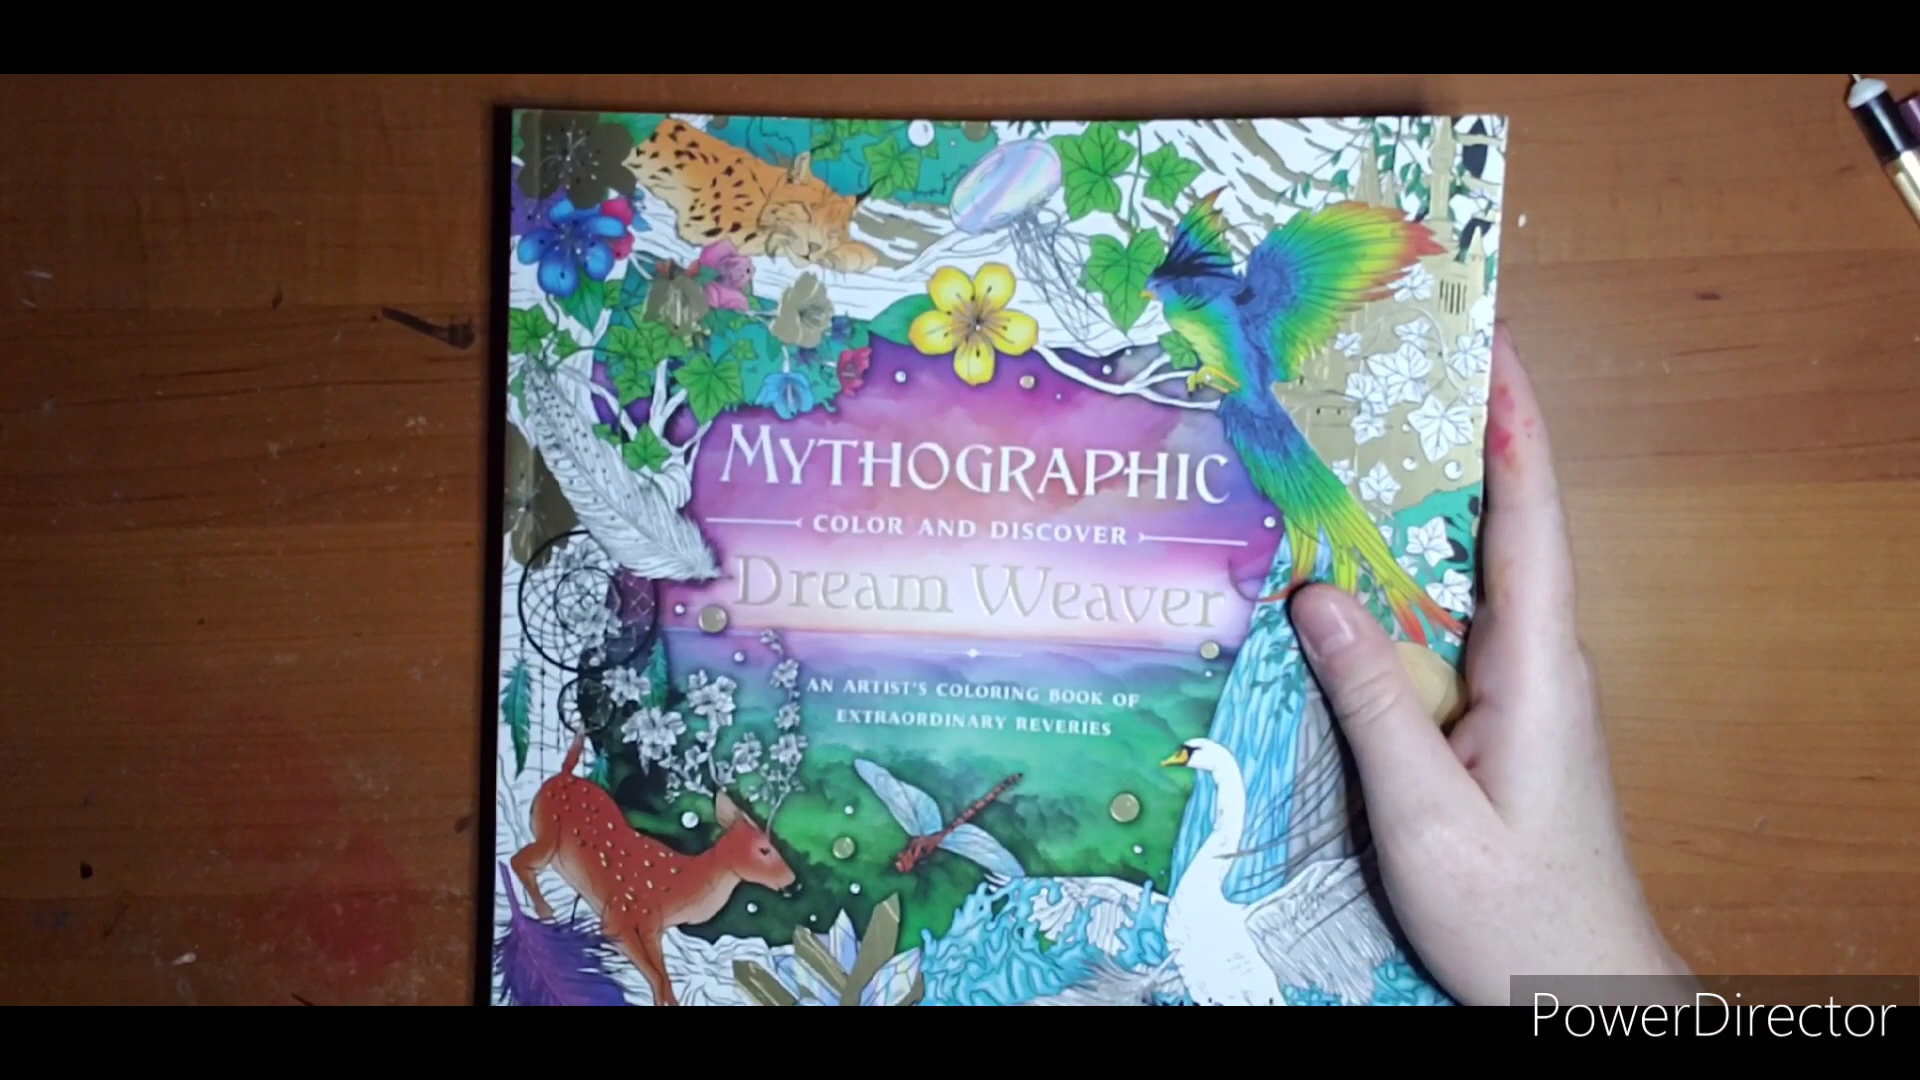 MYTHOGRAPHIC
COLOR AND DISCOVER
Dream Weaver
AN ARTIST'S COLORING BOOK OF
EXTRAORDINARY REVERIES
PowerDirector